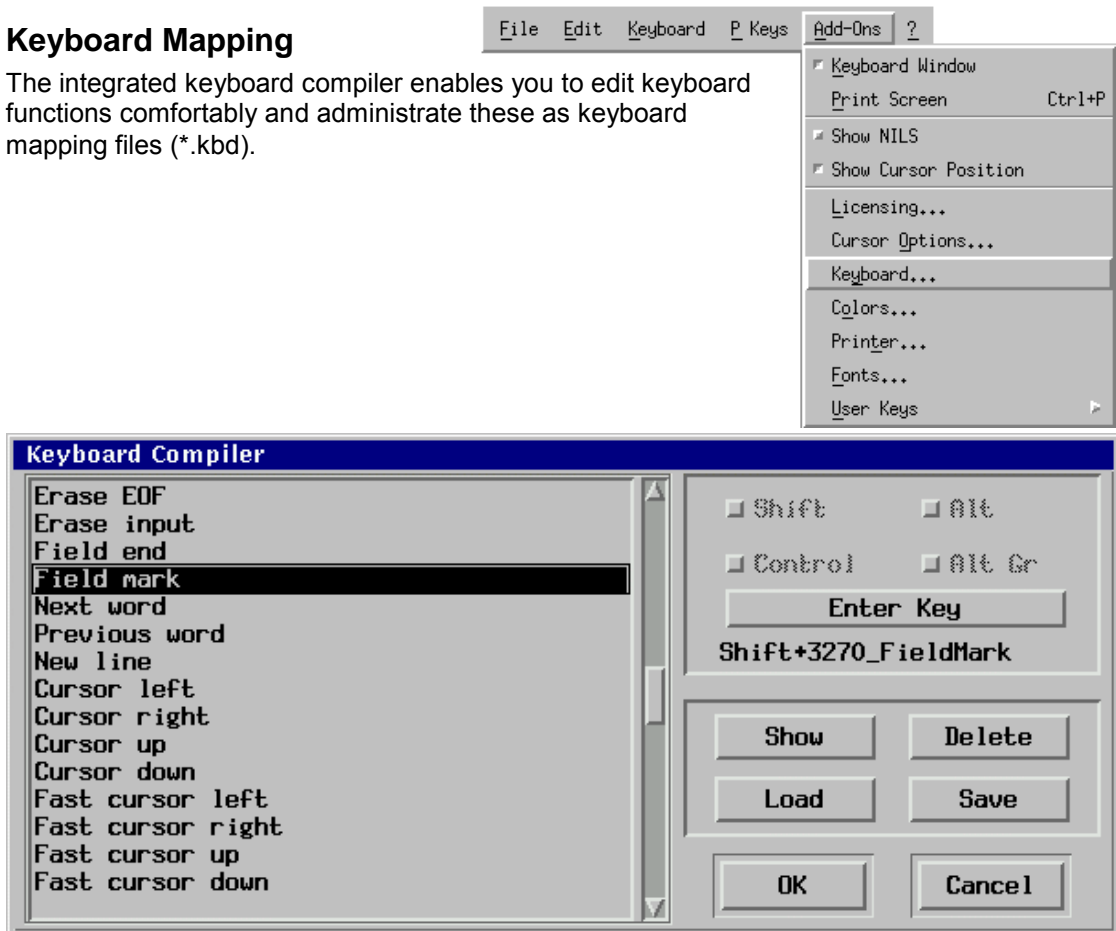 Keyboard Mapping
The integrated keyboard compiler enables you to edit keyboard
functions comfortably and administrate these as keyboard
mapping files (*.kbd).
File Edit Keyboard P Keys Add-Ons ?
Keyboard Window
Print Screen Ctrl+P
Show NILS
Show Cursor Position
Licensing...
Cursor Options...
Keyboard...
Colors...
Printer...
Fonts...
User Keys
Keyboard Compiler
Erase EOF
Erase input
Field end
Field mark
Next word
Previous word
New line
Cursor left
Cursor right
Cursor up
Cursor down
Fast cursor left
Fast cursor right
Fast cursor up
Fast cursor down
Shift Alt
Control Alt Gr
Enter Key
Shift+3270_FieldMark
Show Delete
Load Save
OK Cancel